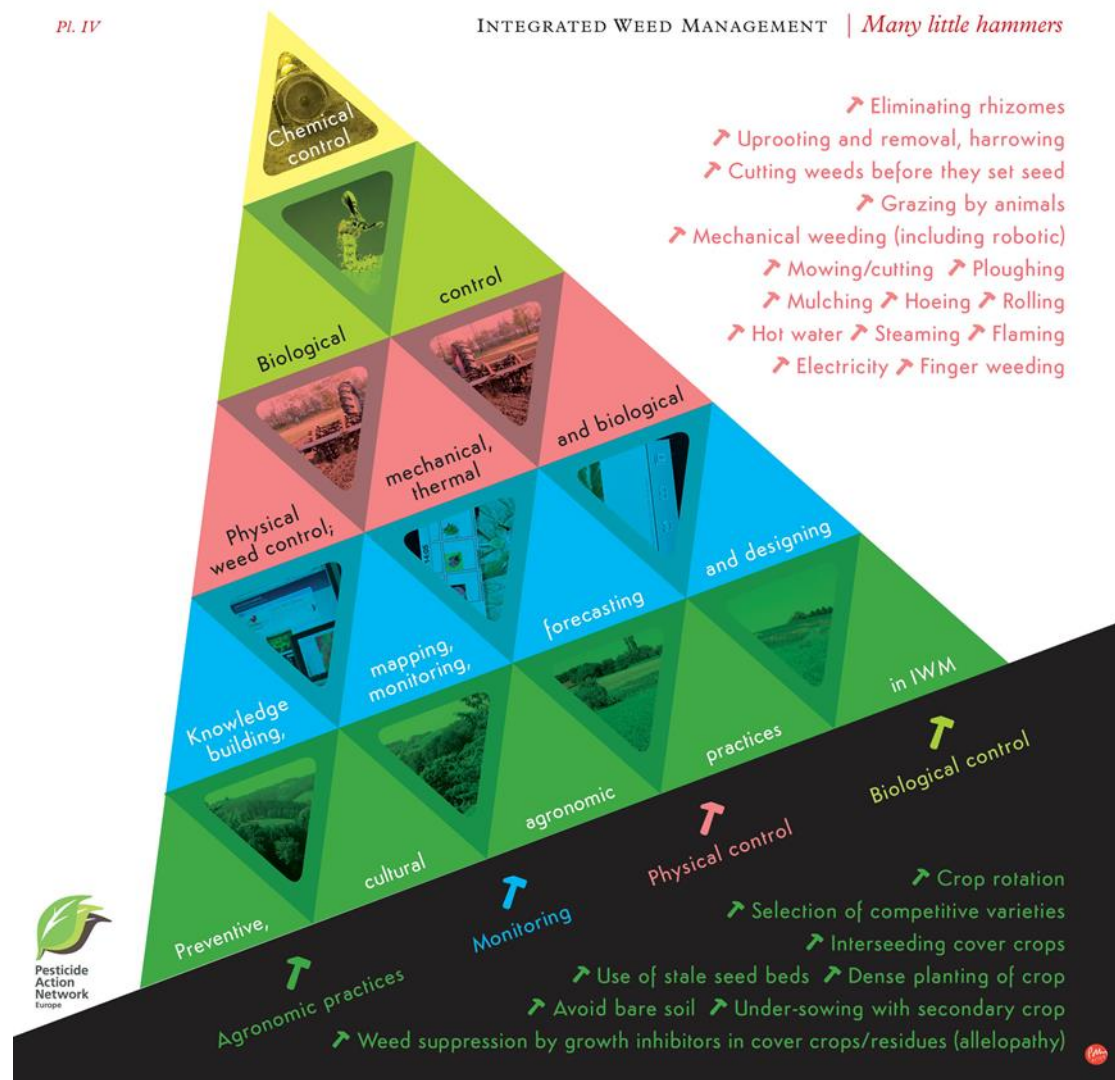 Pl. IV
INTEGRATED WEED MANAGEMENT | Many little hammers
Chemical
control
Eliminating rhizomes
Uprooting and removal, harrowing
Cutting weeds before they set seed
Grazing by animals
Mechanical weeding (including robotic)
Mowing/cutting Ploughing
Mulching Hoeing Rolling
Hot water Steaming Flaming
Electricity Finger weeding
Biological control
Physical
weed control;
mechanical,
thermal
and biological
Knowledge
building,
mapping,
monitoring,
forecasting
and designing
Preventive, cultural agronomic practices in IWM
Agronomic practices
Monitoring
Physical control
Biological control
Crop rotation
Selection of competitive varieties
Interseeding cover crops
Use of stale seed beds Dense planting of crop
Avoid bare soil Under-sowing with secondary crop
Weed suppression by growth inhibitors in cover crops/residues (allelopathy)
Pesticide
Action
Network
Europe